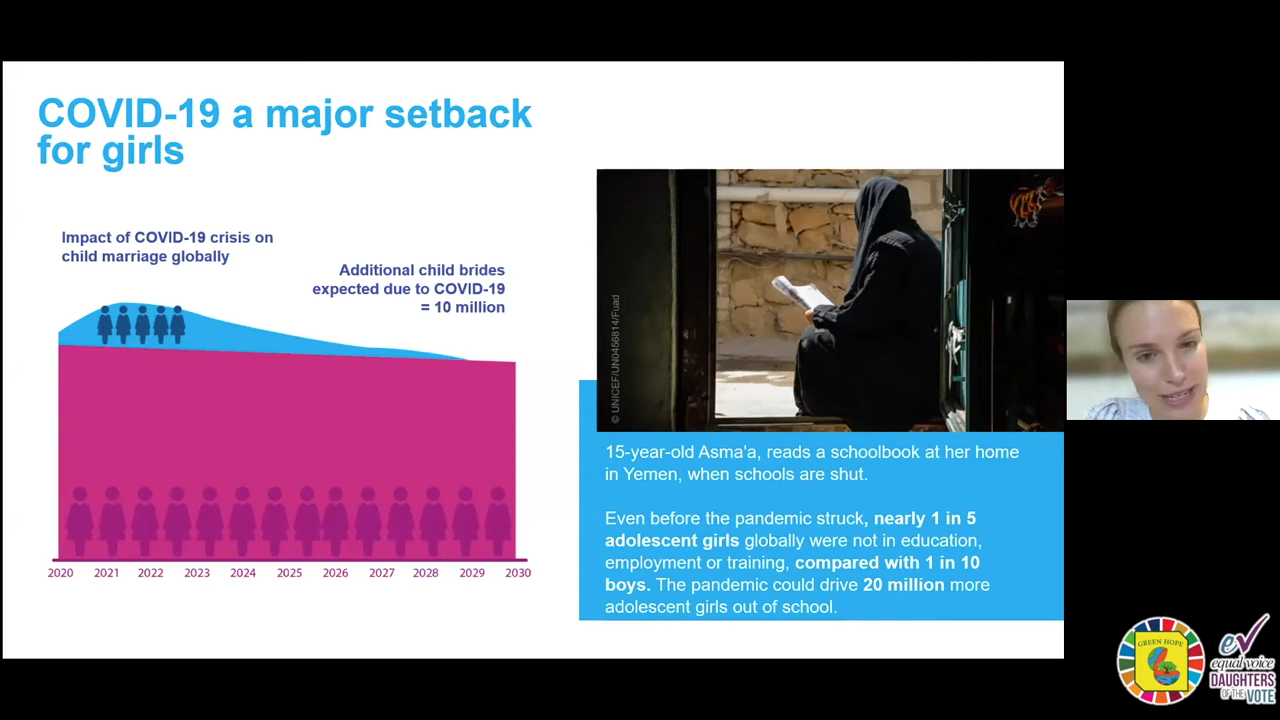 COVID-19 a major setback
for girls
Impact of COVID-19 crisis on
child marriage globally
Additional child brides
expected due to COVID-19
= 10 million
2020 2021 2022 2023 2024 2025 2026 2027 2028 2029 2030
© UNICEF/UN0456814/Fuad
15-year-old Asma'a, reads a schoolbook at her home
in Yemen, when schools are shut.
Even before the pandemic struck, nearly 1 in 5
adolescent girls globally were not in education,
employment or training, compared with 1 in 10
boys. The pandemic could drive 20 million more
adolescent girls out of school.
GREEN HOPE
ev
equal voice
DAUGHTERS
OF THE VOTE